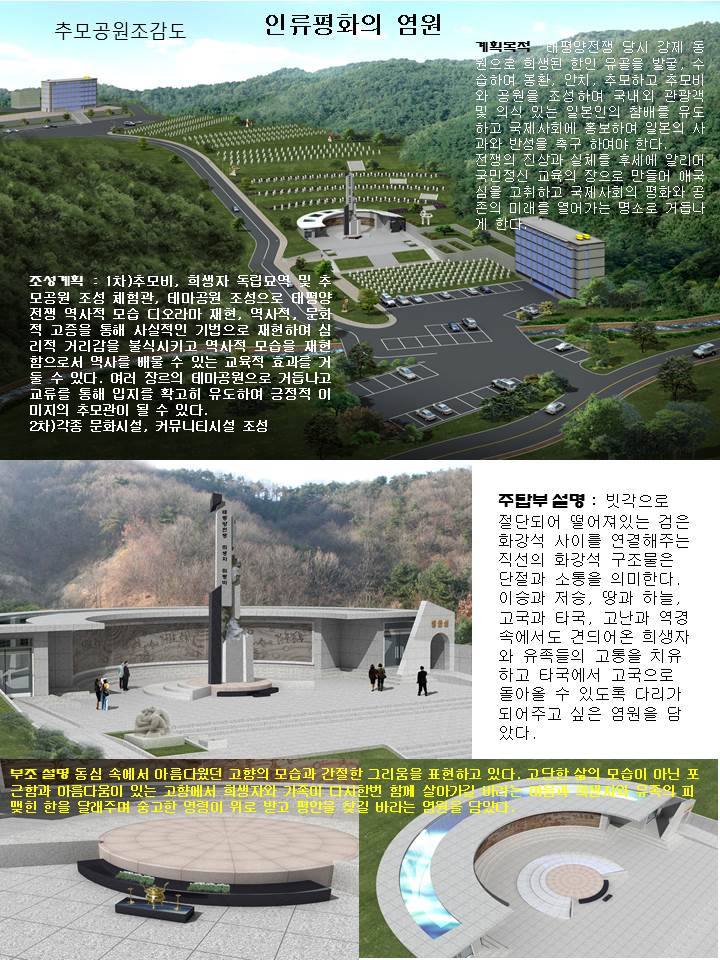 추모공원조감도
인류평화의 염원
계획목적 태평양전쟁 당시 강제 동
원으로 희생된 한인 유골을 발굴, 수
습하여 봉환, 안치, 추모하고 추모비
와 공원을 조성하여 국내외 관광객
및 의식 있는 일본인의 참배를 유도
하고 국제사회에 홍보하여 일본의 사
과와 반성을 촉구 하여야 한다.
전쟁의 진상과 실체를 후세에 알리며
국민정신 교육의 장으로 만들어 애국
심을 고취하고 국제사회의 평화와 공
존의 미래를 열어가는 명소로 거듭나
게 한다.
조성계획 : 1차)추모비, 희생자 독립묘역 및 추
모공원 조성 체험관, 테마공원 조성으로 태평양
전쟁 역사적 모습 디오라마 재현, 역사적, 문화
적 고증을 통해 사실적인 기법으로 재현하며 심
리적 거리감을 불식시키고 역사적 모습을 재현
함으로서 역사를 배울 수 있는 교육적 효과를 거
둘 수 있다. 여러 장르의 테마공원으로 거듭나고
교류을 통해 입지를 확고히 유도하여 긍정적 이
미지의 추모관이 될 수 있다.
2차)각종 문화시설, 커뮤니티시설 조성
태평양전쟁 희생자 위령비
주탑부 설명 : 빗각으로
절단되어 떨어져있는 검은
화강석 사이를 연결해주는
직선의 화강석 구조물은
단절과 소통을 의미한다.
이승과 저승, 땅과 하늘,
고국과 타국, 고난과 역경
속에서도 견듸어온 희생자
와 유족들의 고통을 치유
하고 타국에서 고국으로
돌아올 수 있도록 다리가
되어주고 싶은 염원을 담
았다.
부조 설명 동심 속에서 아름다웠던 고향의 모습과 간절한 그리움을 표현하고 있다. 고단한 삶의 모습이 아닌 포
근함과 아름다움이 있는 고향에서 희생자와 가족이 다시한번 함께 살아가길 바라는 마음과 희생자와 유족의 피
맺힌 한을 달래주며 숭고한 영령이 위로 받고 평안을 찾길 바라는 염원을 담았다.